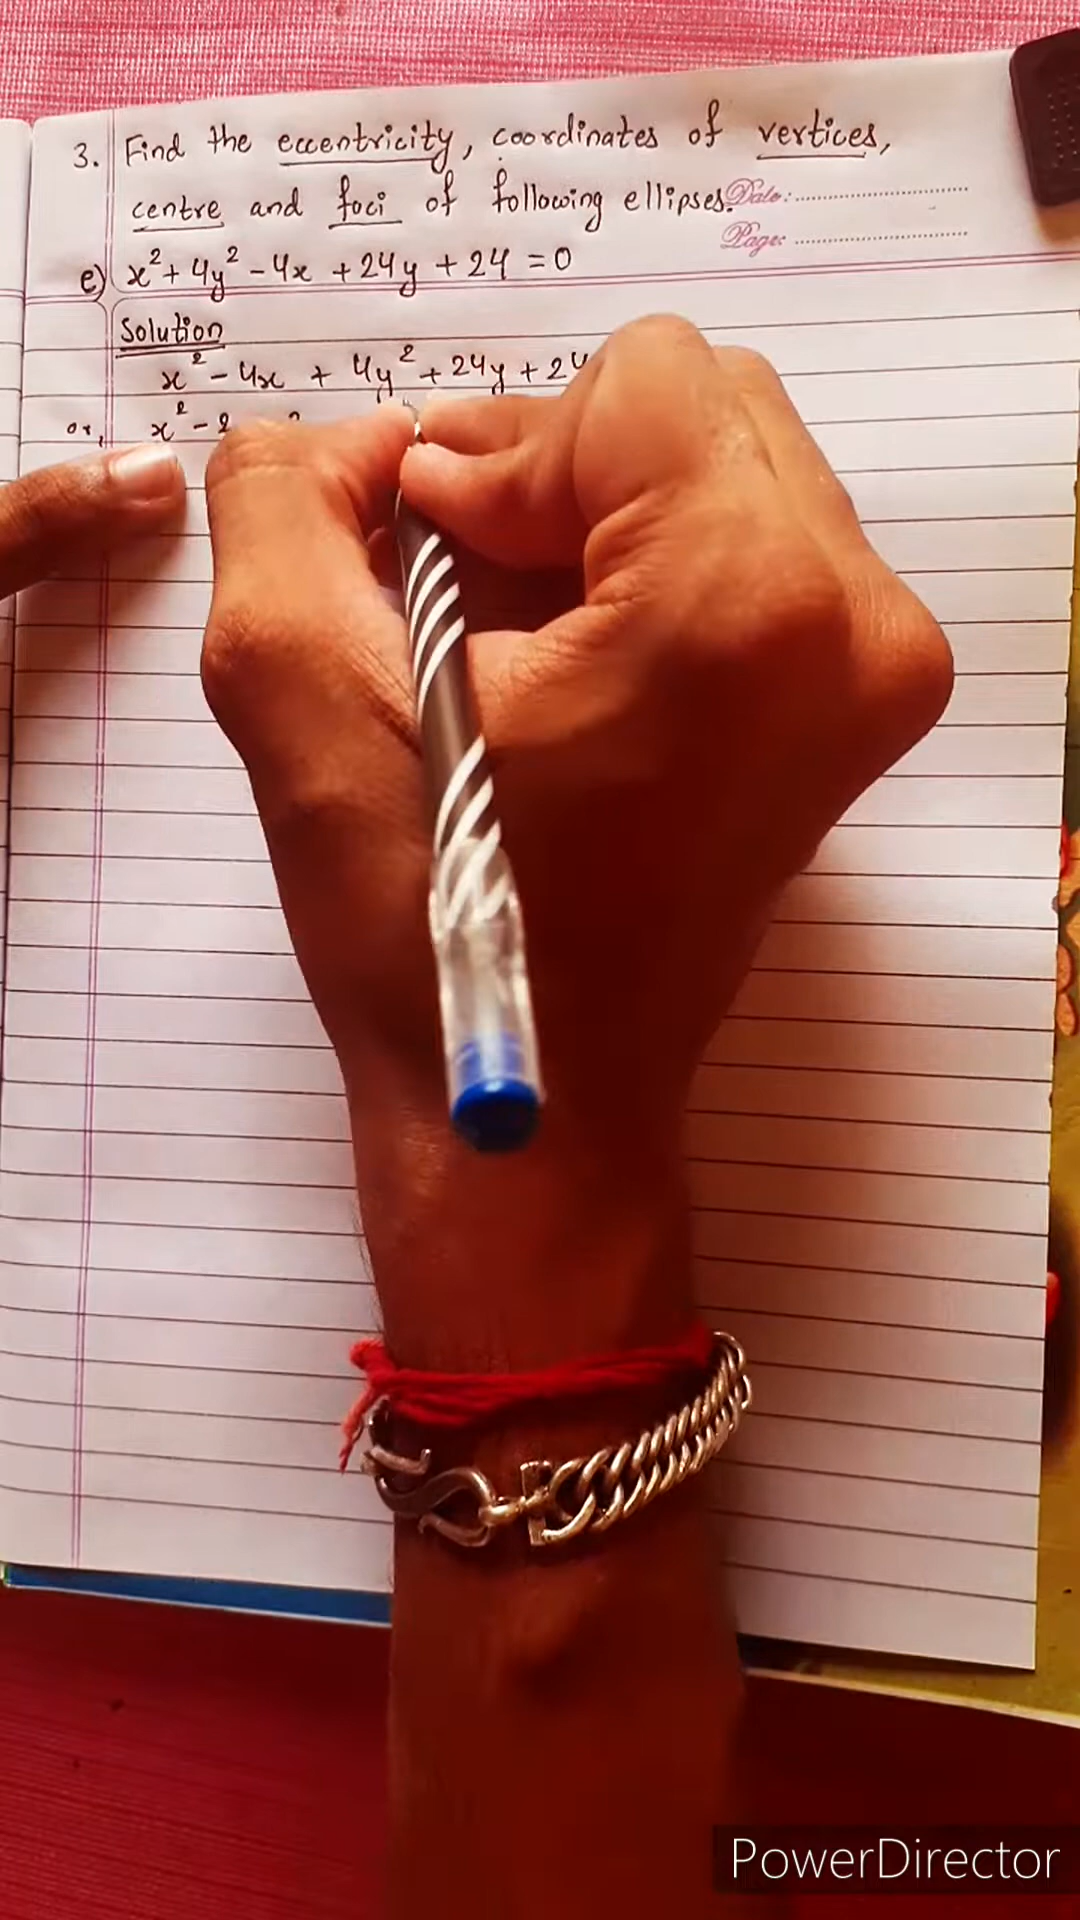 3. Find the eccentricity, coordinates of vertices,
centre and foci of following ellipses.
Date:
Page:
e) x² + 4y² - 4x + 24y + 24 = 0
Solution
x² - 4x + 4y² + 24y + 24
or, x² - 2
PowerDirector